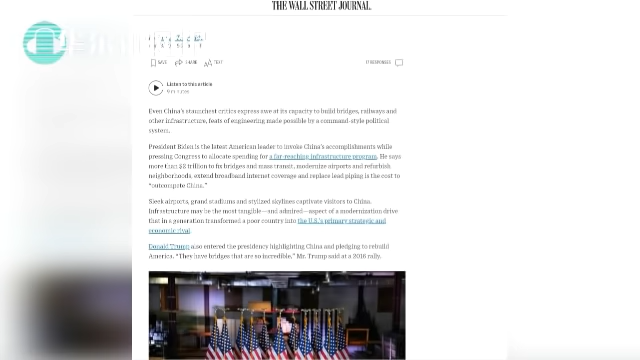 THE WALL STREET JOURNAL.
SAVE
SHARE
TEXT
Listen to this article
Even China's staunchest critics express awe at its capacity to build bridges, railways and
other infrastructure, feats of engineering made possible by a command-style political
system.
President Biden is the latest American leader to invoke China's accomplishments while
pressing Congress to allocate spending for a far-reaching infrastructure program. He says
more than $2 trillion to fix bridges and mass transit, modernize airports and refurbish
neighborhoods, extend broadband internet coverage and replace lead piping is the cost to
"outcompete China."
Sleek airports, grand stadiums and stylized skylines captivate visitors to China.
Infrastructure may be the most tangible—and admired—aspect of a modernization drive
that in a generation transformed a poor country into the U.S.'s primary strategic and
economic rival.
Donald Trump also entered the presidency highlighting China and pledging to rebuild
America. "They have bridges that are so incredible," Mr. Trump said at a 2016 rally.